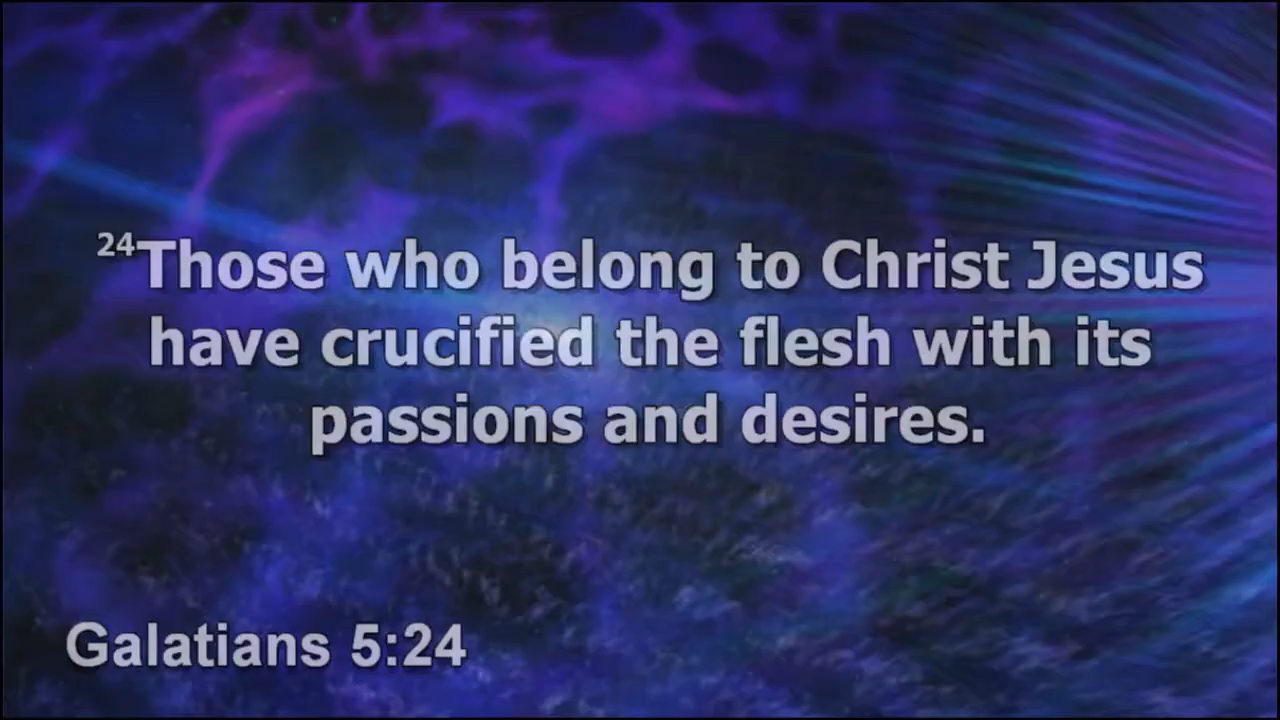 24Those who belong to Christ Jesus
have crucified the flesh with its
passions and desires.
Galatians 5:24